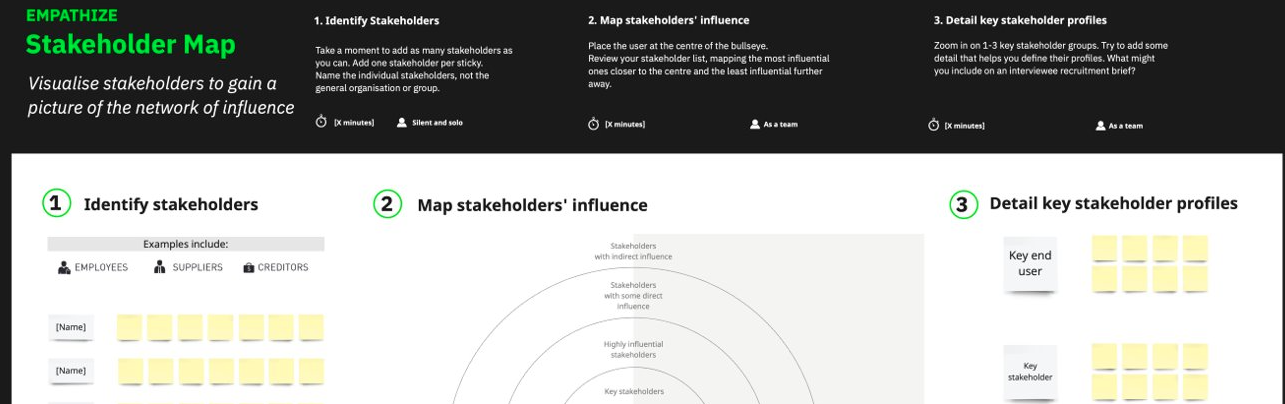 EMPATHIZE
Stakeholder Map
Visualise stakeholders to gain a
picture of the network of influence
1. Identify Stakeholders
Take a moment to add as many stakeholders as
you can. Add one stakeholder per sticky.
Name the individual stakeholders, not the
general organisation or group.
[X minutes]
Silent and solo
2. Map stakeholders' influence
Place the user at the centre of the bullseye.
Review your stakeholder list, mapping the most influential
ones closer to the centre and the least influential further
away.
[X minutes]
As a team
3. Detail key stakeholder profiles
Zoom in on 1-3 key stakeholder groups. Try to add some
detail that helps you define their profiles. What might
you include on an interviewee recruitment brief?
[X minutes]
As a team
1 Identify stakeholders
Examples include:
EMPLOYEES
SUPPLIERS
CREDITORS
[Name]
[Name]
2 Map stakeholders' influence
Stakeholders
with indirect influence
Stakeholders
with some direct
influence
Highly influential
stakeholders
Key stakeholders
3 Detail key stakeholder profiles
Key end
user
Key
stakeholder